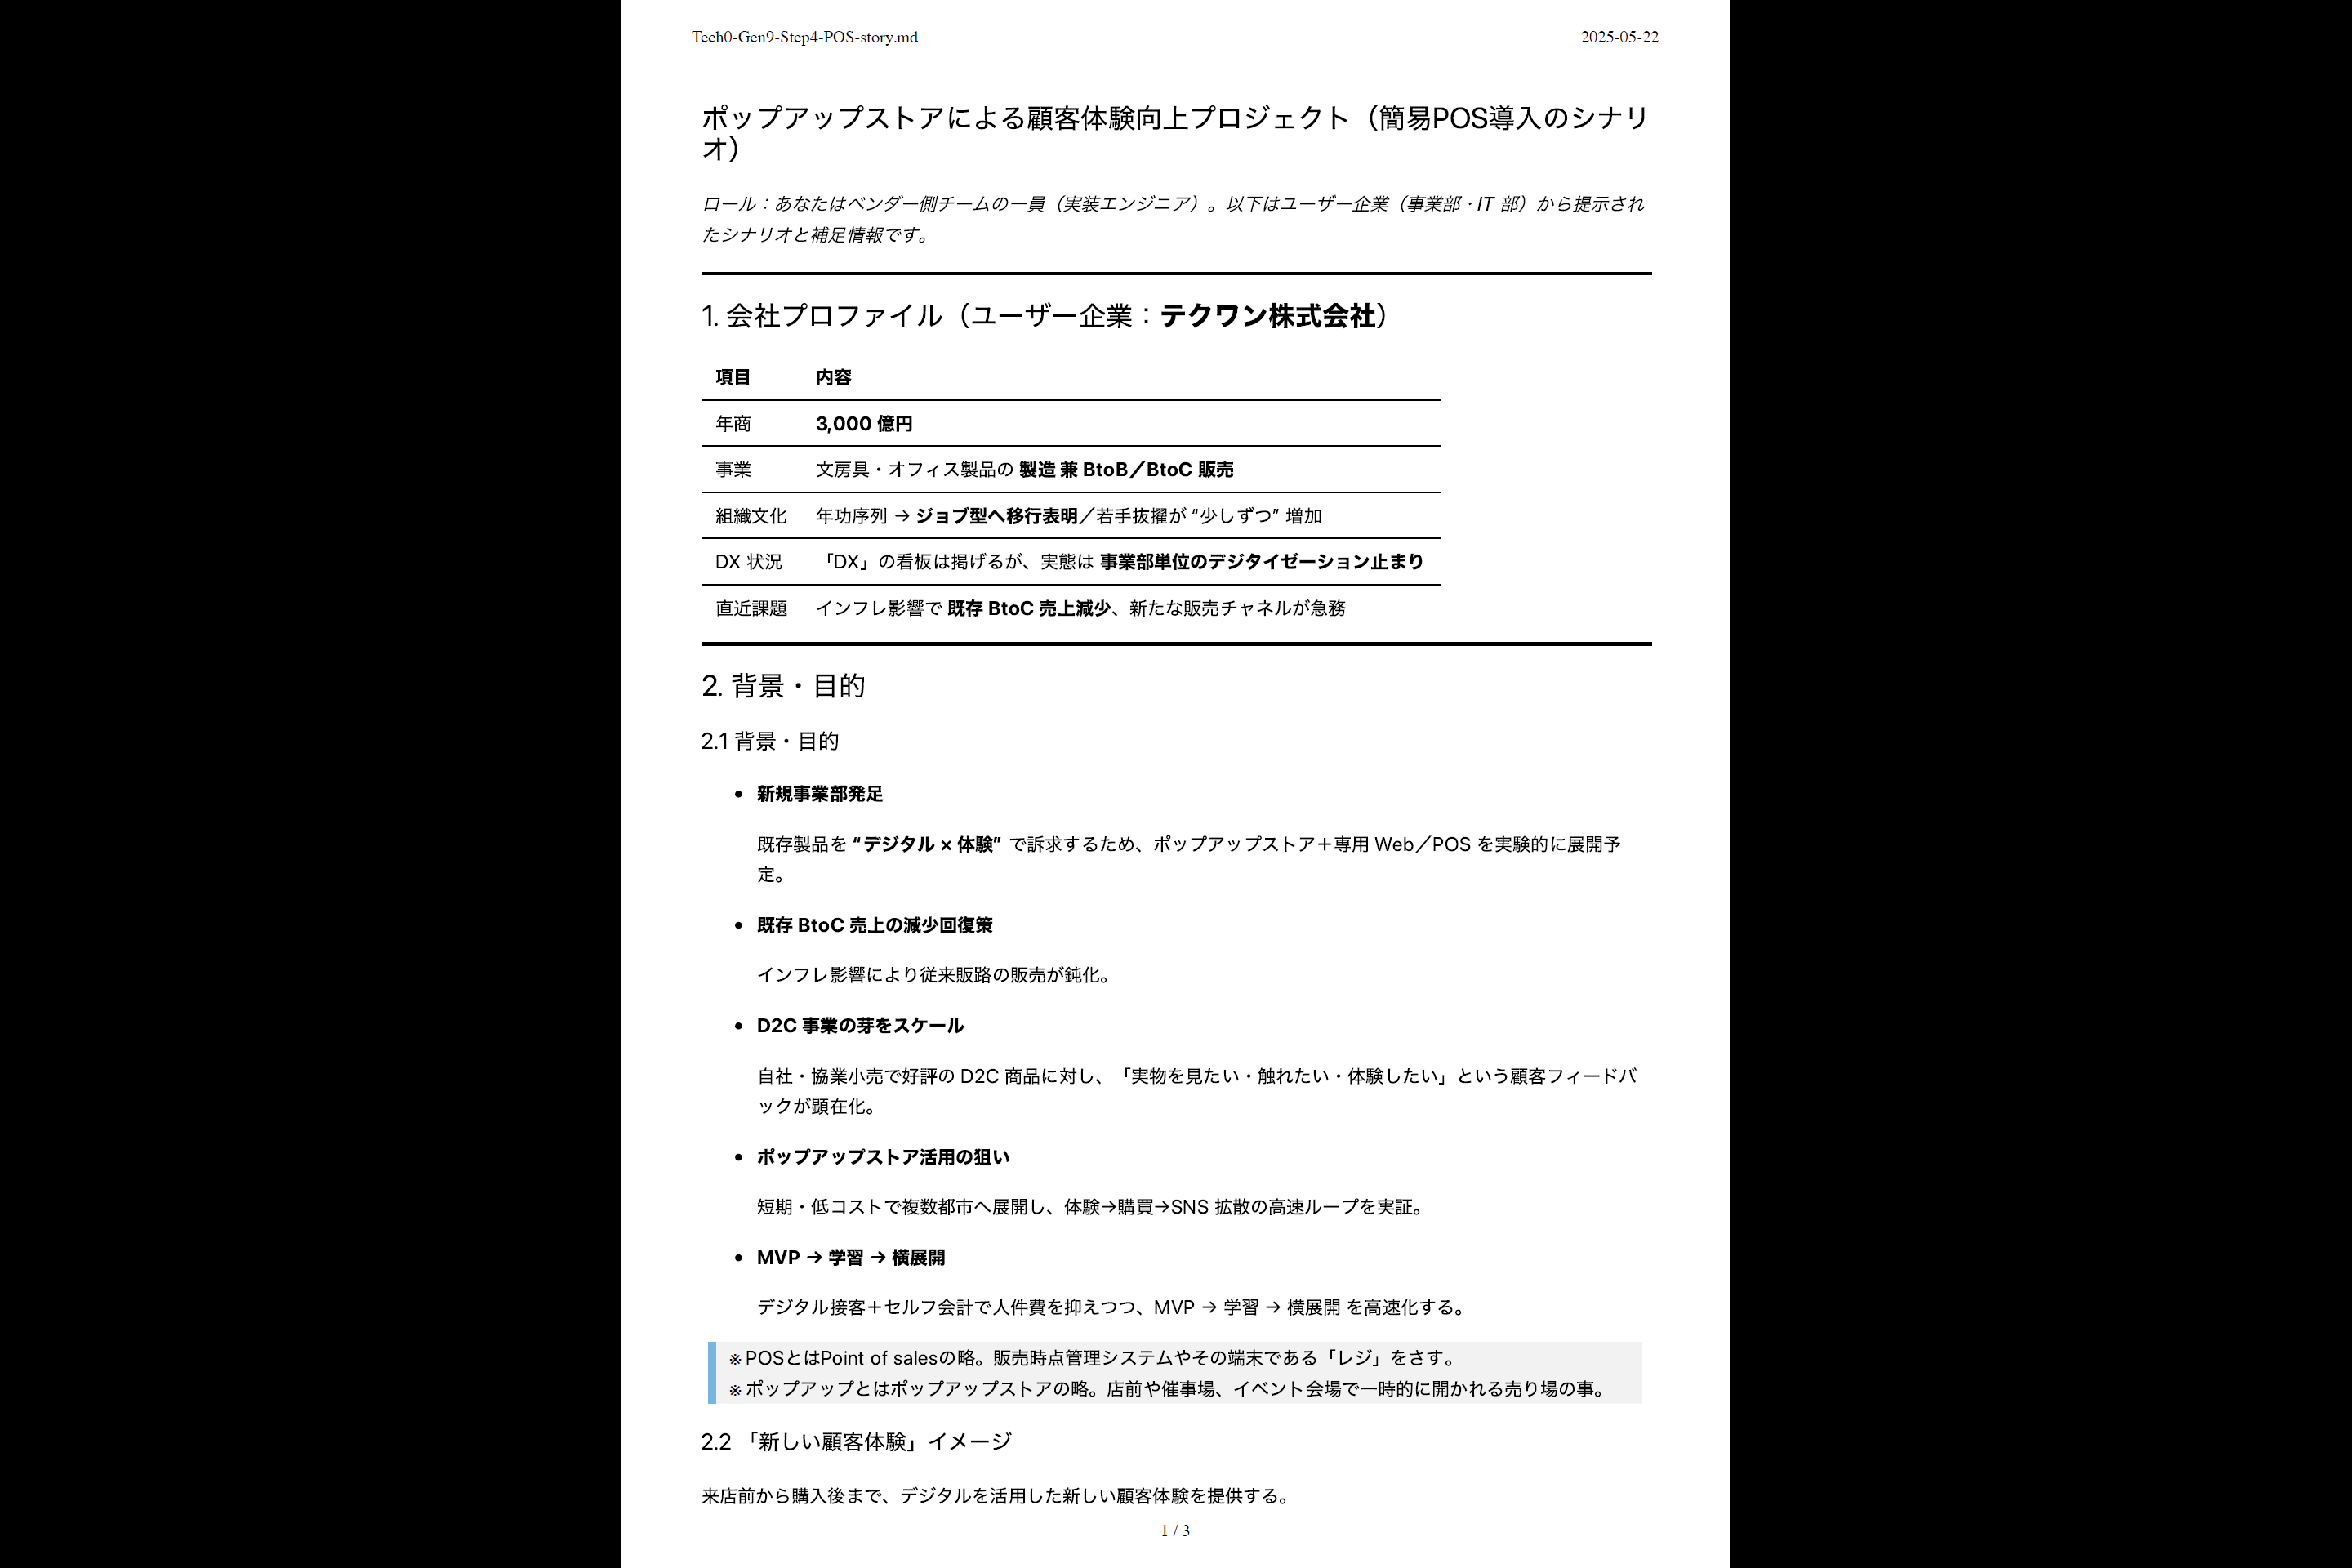 Tech0-Gen9-Step4-POS-story.md
2025-05-22
ポップアップストアによる顧客体験向上プロジェクト（簡易POS導入のシナリ
オ）
ロール：あなたはベンダー側チームの一員（実装エンジニア）。以下はユーザー企業（事業部・IT 部）から提示され
たシナリオと補足情報です。
1. 会社プロファイル（ユーザー企業：テクワン株式会社）
項目 内容
年商 3,000 億円
事業 文房具・オフィス製品の 製造 兼 BtoB／BtoC 販売
組織文化 年功序列 → ジョブ型へ移行表明／若手抜擢が “少しずつ” 増加
DX 状況 「DX」の看板は掲げるが、実態は 事業部単位のデジタイゼーション止まり
直近課題 インフレ影響で 既存 BtoC 売上減少、新たな販売チャネルが急務
2. 背景・目的
2.1 背景・目的
• 新規事業部発足
既存製品を “デジタル × 体験” で訴求するため、ポップアップストア＋専用 Web／POS を実験的に展開予
定。
• 既存 BtoC 売上の減少回復策
インフレ影響により従来販路の販売が鈍化。
• D2C 事業の芽をスケール
自社・協業小売で好評の D2C 商品に対し、「実物を見たい・触れたい・体験したい」という顧客フィードバ
ックが顕在化。
• ポップアップストア活用の狙い
短期・低コストで複数都市へ展開し、体験→購買→SNS 拡散の高速ループを実証。
• MVP → 学習 → 横展開
デジタル接客＋セルフ会計で人件費を抑えつつ、MVP → 学習 → 横展開 を高速化する。
※ POSとはPoint of salesの略。販売時点管理システムやその端末である「レジ」をさす。
※ ポップアップとはポップアップストアの略。店前や催事場、イベント会場で一時的に開かれる売り場の事。
2.2 「新しい顧客体験」イメージ
来店前から購入後まで、デジタルを活用した新しい顧客体験を提供する。
1 / 3